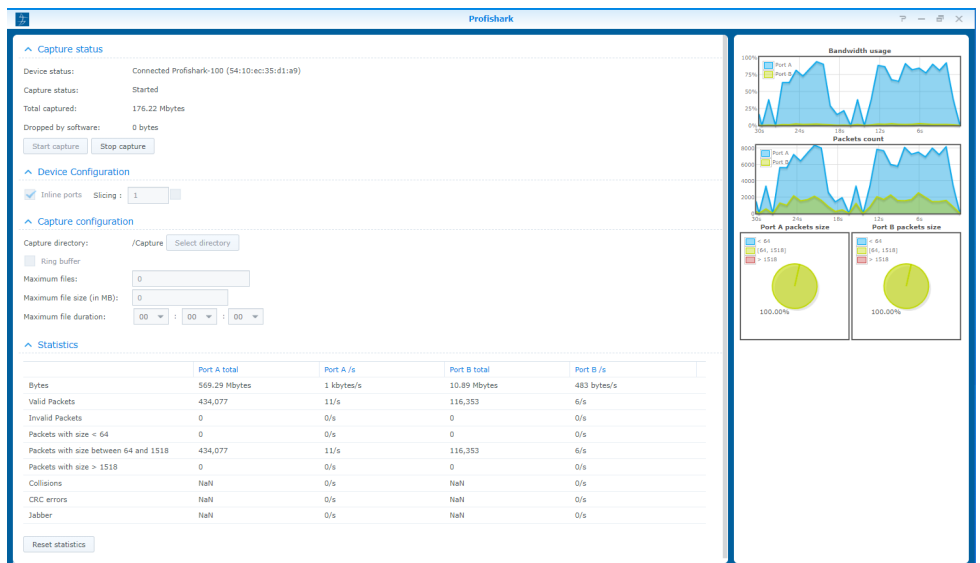 Profishark
Capture status
Device status: Connected Profishark-100 (54:10:ec:35:d1:a9)
Capture status: Started
Total captured: 176.22 Mbytes
Dropped by software: 0 bytes
Start capture Stop capture
Device Configuration
Inline ports Slicing : 1
Capture configuration
Capture directory: /Capture Select directory
Ring buffer
Maximum files: 0
Maximum file size (in MB): 0
Maximum file duration: 00 : 00 : 00
Statistics
Port A total Port A /s Port B total Port B /s
Bytes 569.29 Mbytes 1 kbytes/s 10.89 Mbytes 483 bytes/s
Valid Packets 434,077 11/s 116,353 6/s
Invalid Packets 0 0/s 0 0/s
Packets with size < 64 0 0/s 0 0/s
Packets with size between 64 and 1518 434,077 11/s 116,353 6/s
Packets with size > 1518 0 0/s 0 0/s
Collisions NaN 0/s NaN 0/s
CRC errors NaN 0/s NaN 0/s
Jabber NaN 0/s NaN 0/s
Reset statistics
Bandwidth usage
100%
75%
50%
25%
0%
Port A
Port B
30s 24s 18s 12s 6s
Packets count
8000
6000
4000
2000
0
Port A
Port B
30s 24s 18s 12s 6s
Port A packets size
< 64
[64, 1518]
> 1518
100.00%
Port B packets size
< 64
[64, 1518]
> 1518
100.00%